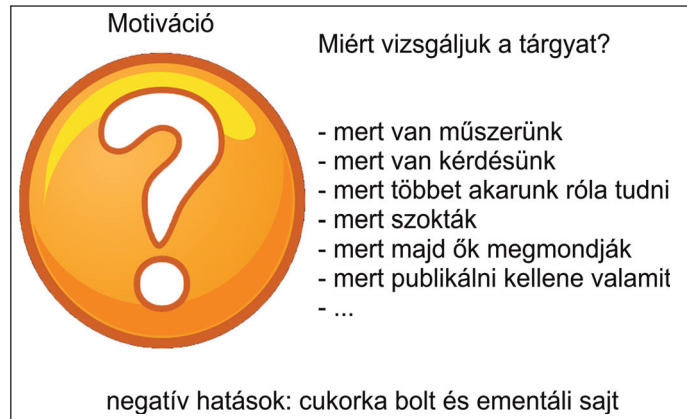 Motiváció
Miért vizsgáljuk a tárgyat?
- mert van műszerünk
- mert van kérdésünk
- mert többet akarunk róla tudni
- mert szokták
- mert majd ők megmondják
- mert publikálni kellene valamit
- ...
negatív hatások: cukorka bolt és ementáli sajt